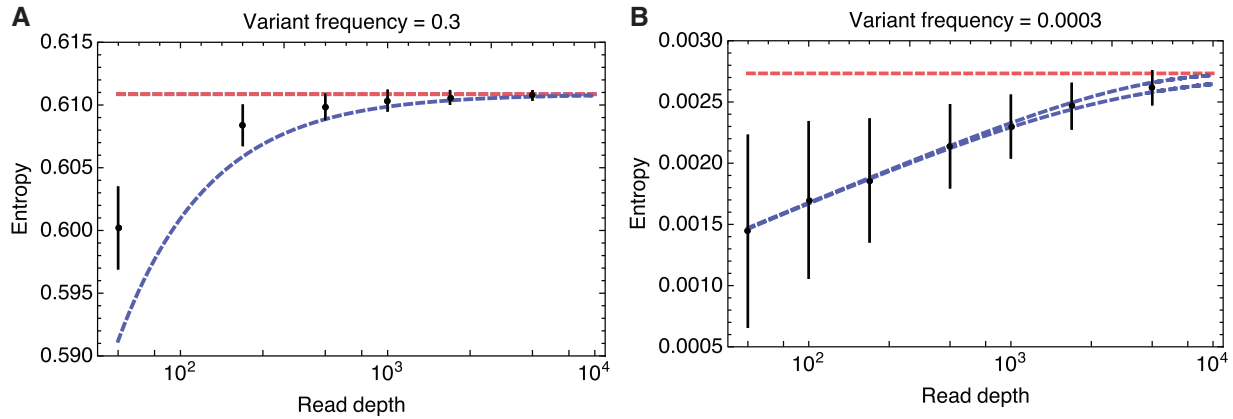 A
Variant frequency = 0.3
Entropy
0.615
0.610
0.605
0.600
0.595
0.590
10²
10³
10⁴
Read depth
B
Variant frequency = 0.0003
Entropy
0.0030
0.0025
0.0020
0.0015
0.0010
0.0005
10²
10³
10⁴
Read depth